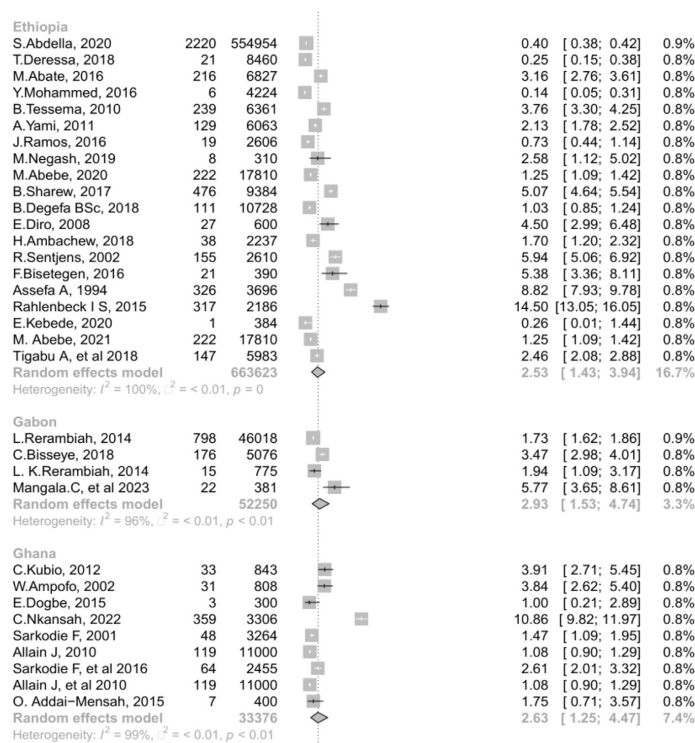 Ethiopia
S.Abdella, 2020 2220 554954 0.40 [ 0.38; 0.42] 0.9%
T.Deressa, 2018 21 8460 0.25 [ 0.15; 0.38] 0.8%
M.Abate, 2016 216 6827 3.16 [ 2.76; 3.61] 0.8%
Y.Mohammed, 2016 6 4224 0.14 [ 0.05; 0.31] 0.8%
B.Tessema, 2010 239 6361 3.76 [ 3.30; 4.25] 0.8%
A.Yami, 2011 129 6063 2.13 [ 1.78; 2.52] 0.8%
J.Ramos, 2016 19 2606 0.73 [ 0.44; 1.14] 0.8%
M.Negash, 2019 8 310 2.58 [ 1.12; 5.02] 0.8%
M.Abebe, 2020 222 17810 1.25 [ 1.09; 1.42] 0.8%
B.Sharew, 2017 476 9384 5.07 [ 4.64; 5.54] 0.8%
B.Degefa BSc, 2018 111 10728 1.03 [ 0.85; 1.24] 0.8%
E.Diro, 2008 27 600 4.50 [ 2.99; 6.48] 0.8%
H.Ambachew, 2018 38 2237 1.70 [ 1.20; 2.32] 0.8%
R.Sentjens, 2002 155 2610 5.94 [ 5.06; 6.92] 0.8%
F.Bisetegen, 2016 21 390 5.38 [ 3.36; 8.11] 0.8%
Assefa A, 1994 326 3696 8.82 [ 7.93; 9.78] 0.8%
Rahlenbeck I S, 2015 317 2186 14.50 [13.05; 16.05] 0.8%
E.Kebede, 2020 1 384 0.26 [ 0.01; 1.44] 0.8%
M. Abebe, 2021 222 17810 1.25 [ 1.09; 1.42] 0.8%
Tigabu A, et al 2018 147 5983 2.46 [ 2.08; 2.88] 0.8%
Random effects model 663623 2.53 [ 1.43; 3.94] 16.7%
Heterogeneity: I² = 100%, □² = < 0.01, p = 0
Gabon
L.Rerambiah, 2014 798 46018 1.73 [ 1.62; 1.86] 0.9%
C.Bisseye, 2018 176 5076 3.47 [ 2.98; 4.01] 0.8%
L. K.Rerambiah, 2014 15 775 1.94 [ 1.09; 3.17] 0.8%
Mangala.C, et al 2023 22 381 5.77 [ 3.65; 8.61] 0.8%
Random effects model 52250 2.93 [ 1.53; 4.74] 3.3%
Heterogeneity: I² = 96%, □² = < 0.01, p < 0.01
Ghana
C.Kubio, 2012 33 843 3.91 [ 2.71; 5.45] 0.8%
W.Ampofo, 2002 31 808 3.84 [ 2.62; 5.40] 0.8%
E.Dogbe, 2015 3 300 1.00 [ 0.21; 2.89] 0.8%
C.Nkansah, 2022 359 3306 10.86 [ 9.82; 11.97] 0.8%
Sarkodie F, 2001 48 3264 1.47 [ 1.09; 1.95] 0.8%
Allain J, 2010 119 11000 1.08 [ 0.90; 1.29] 0.8%
Sarkodie F, et al 2016 64 2455 2.61 [ 2.01; 3.32] 0.8%
Allain J, et al 2010 119 11000 1.08 [ 0.90; 1.29] 0.8%
O. Addai−Mensah, 2015 7 400 1.75 [ 0.71; 3.57] 0.8%
Random effects model 33376 2.63 [ 1.25; 4.47] 7.4%
Heterogeneity: I² = 99%, □² = < 0.01, p < 0.01